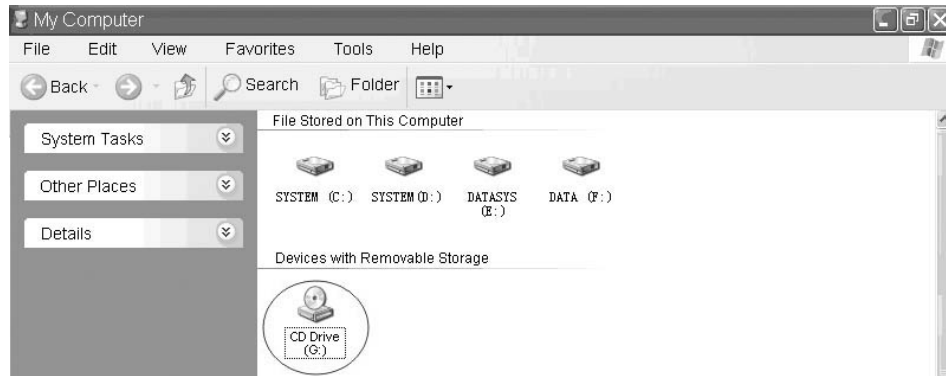 My Computer
File Edit View Favorites Tools Help
Back Search Folder
System Tasks
Other Places
Details
File Stored on This Computer
SYSTEM (C:) SYSTEM(D:) DATASYS (E:) DATA (F:)
Devices with Removable Storage
CD Drive
(G:)